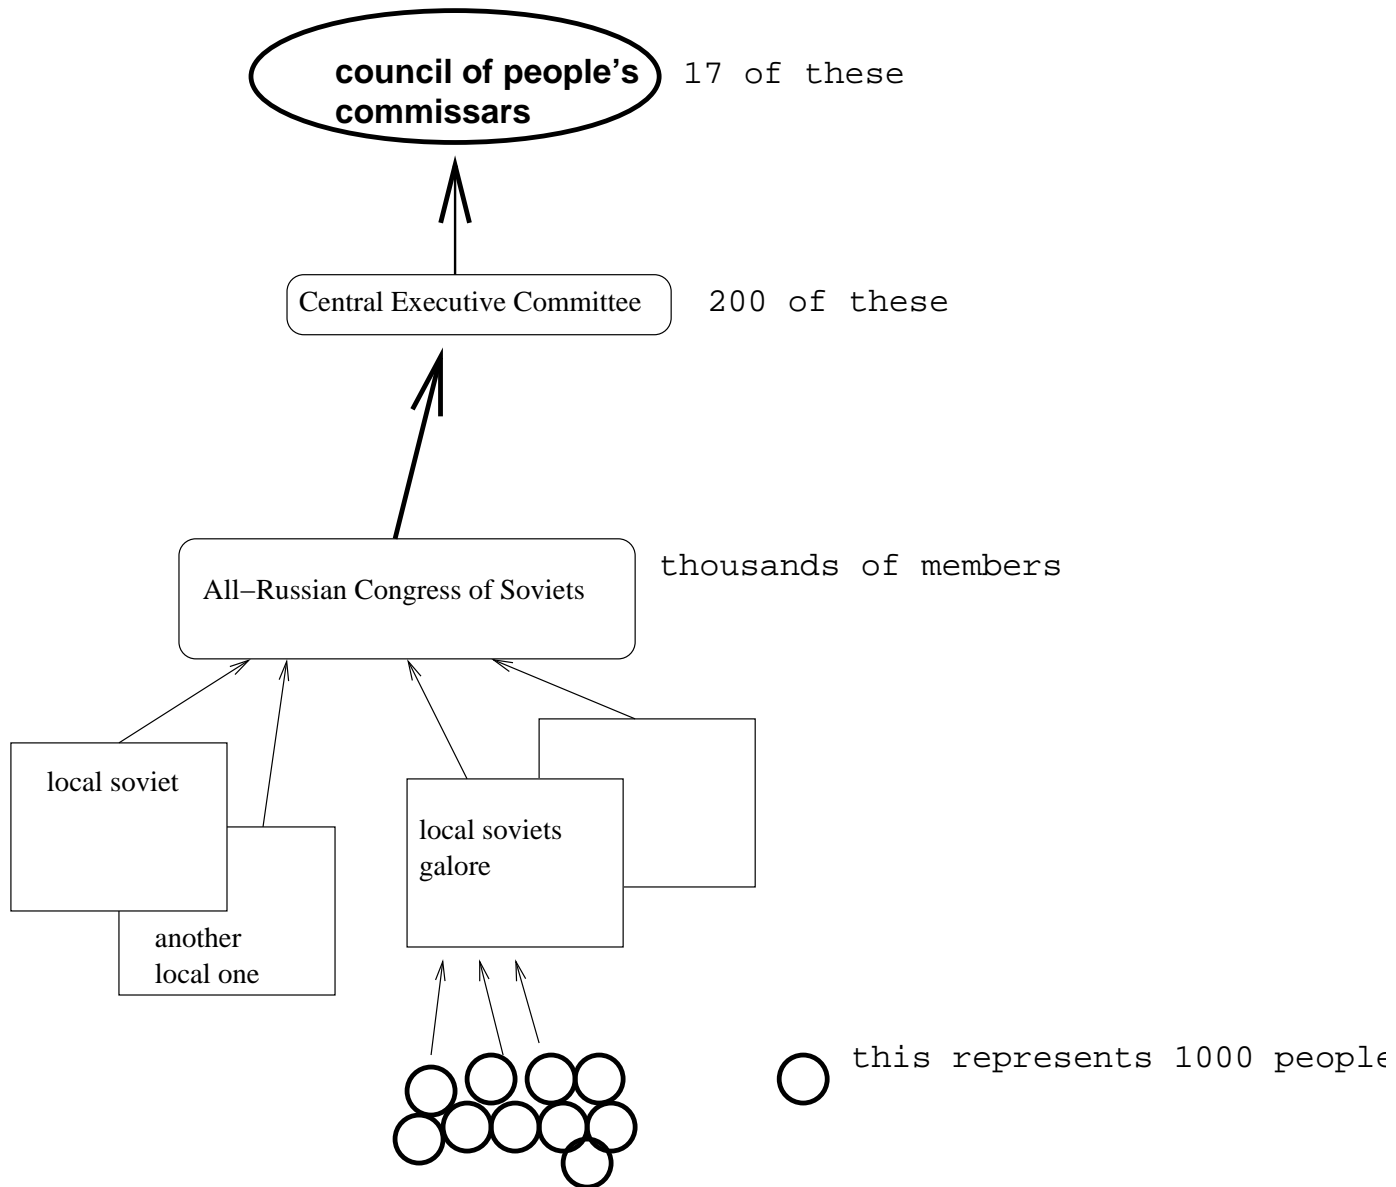 council of people's
commissars
17 of these
Central Executive Committee
200 of these
All−Russian Congress of Soviets
thousands of members
local soviet
another
local one
local soviets
galore
this represents 1000 people